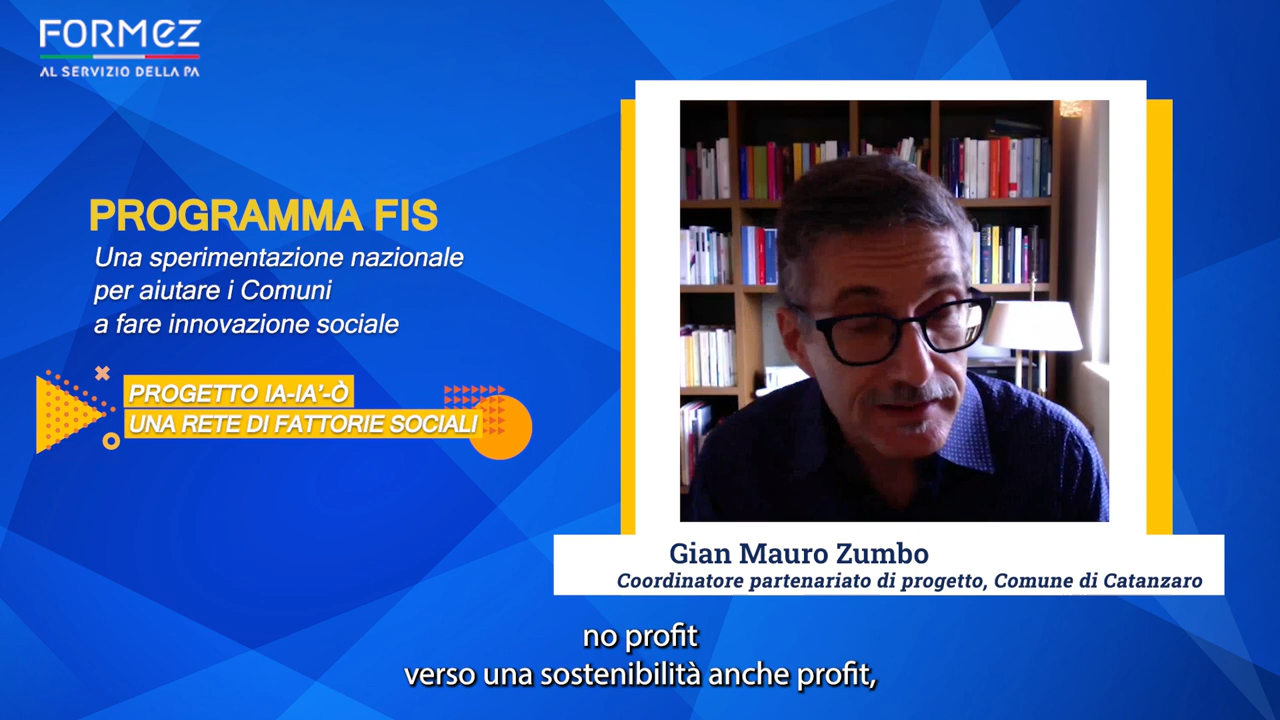 FORMEZ
AL SERVIZIO DELLA PA
PROGRAMMA FIS
Una sperimentazione nazionale
per aiutare i Comuni
a fare innovazione sociale
PROGETTO IA-IA'-Ò
UNA RETE DI FATTORIE SOCIALI
Gian Mauro Zumbo
Coordinatore partenariato di progetto, Comune di Catanzaro
no profit
verso una sostenibilità anche profit,